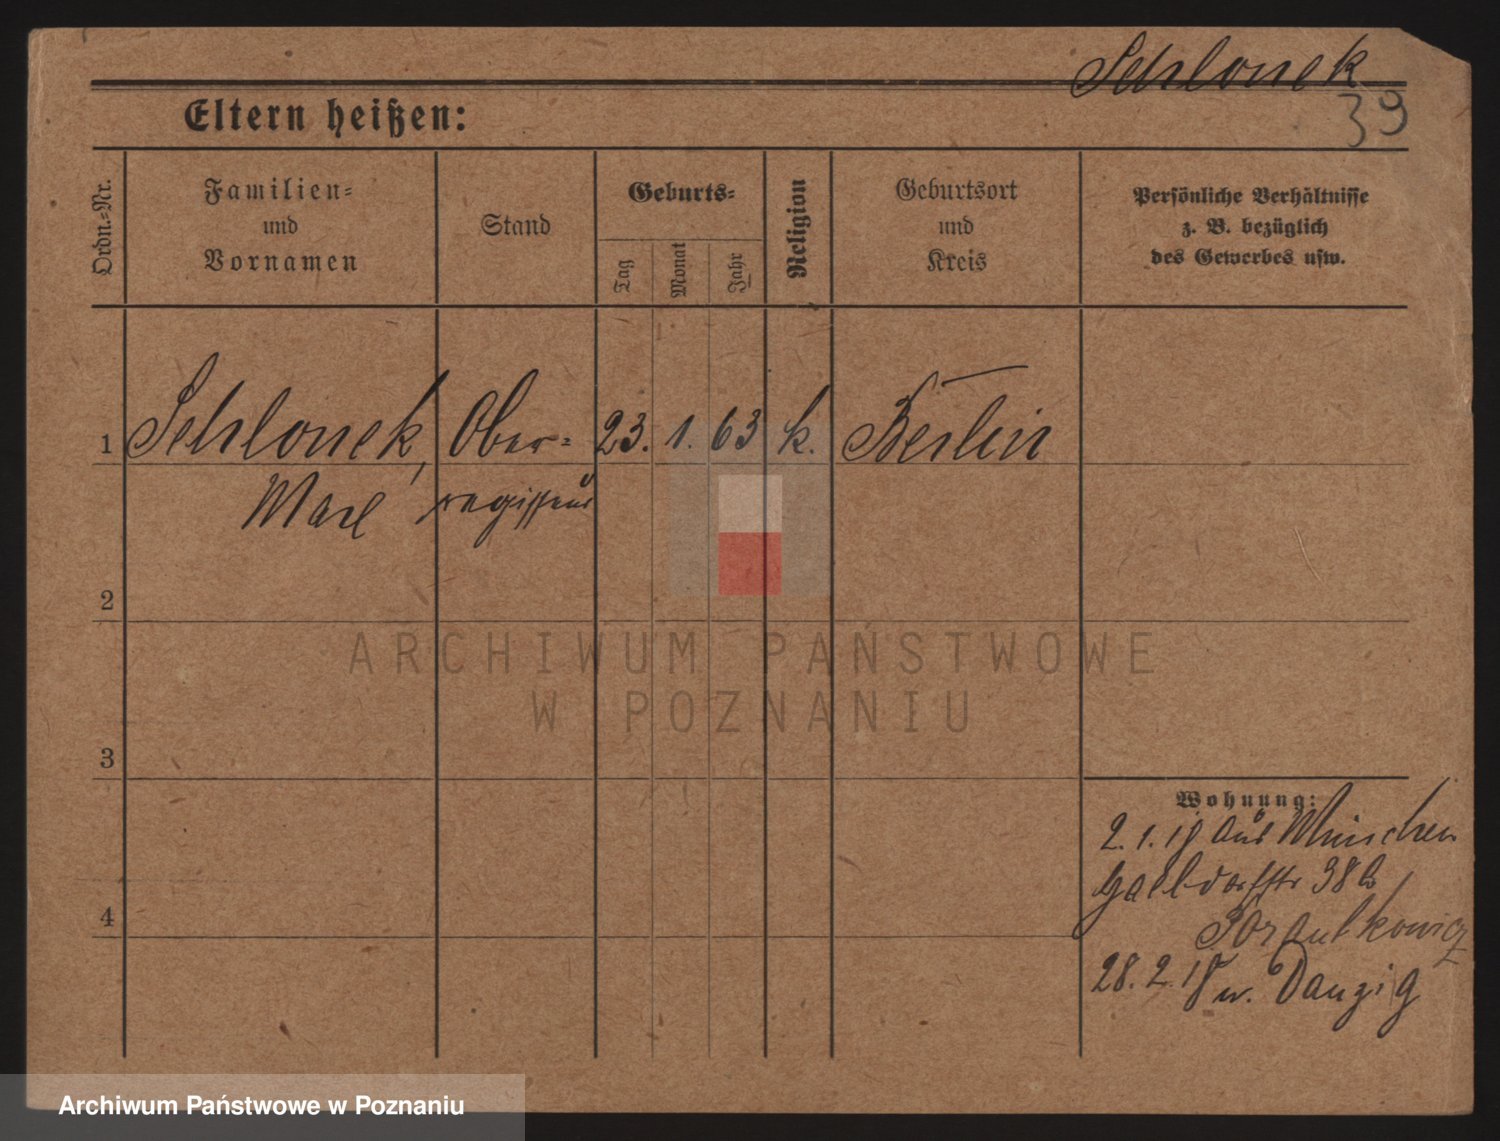 Schlonek
39
Eltern heißen:
Ordn.-Nr.
Familien-
und
Vornamen
Stand
Geburts-
Tag
Monat
Jahr
Religion
Geburtsort
und
Kreis
Persönliche Verhältnisse
z. B. bezüglich
des Gewerbes usw.
1 Schlonek, Ober- 23. 1. 63 k. Berlin
regisseur
2
ARCHIWUM PAŃSTWOWE
W POZNANIU
3
Wohnung:
2. 1. 18 aus München
38
4
28. 2. 18 n. Danzig
Archiwum Państwowe w Poznaniu